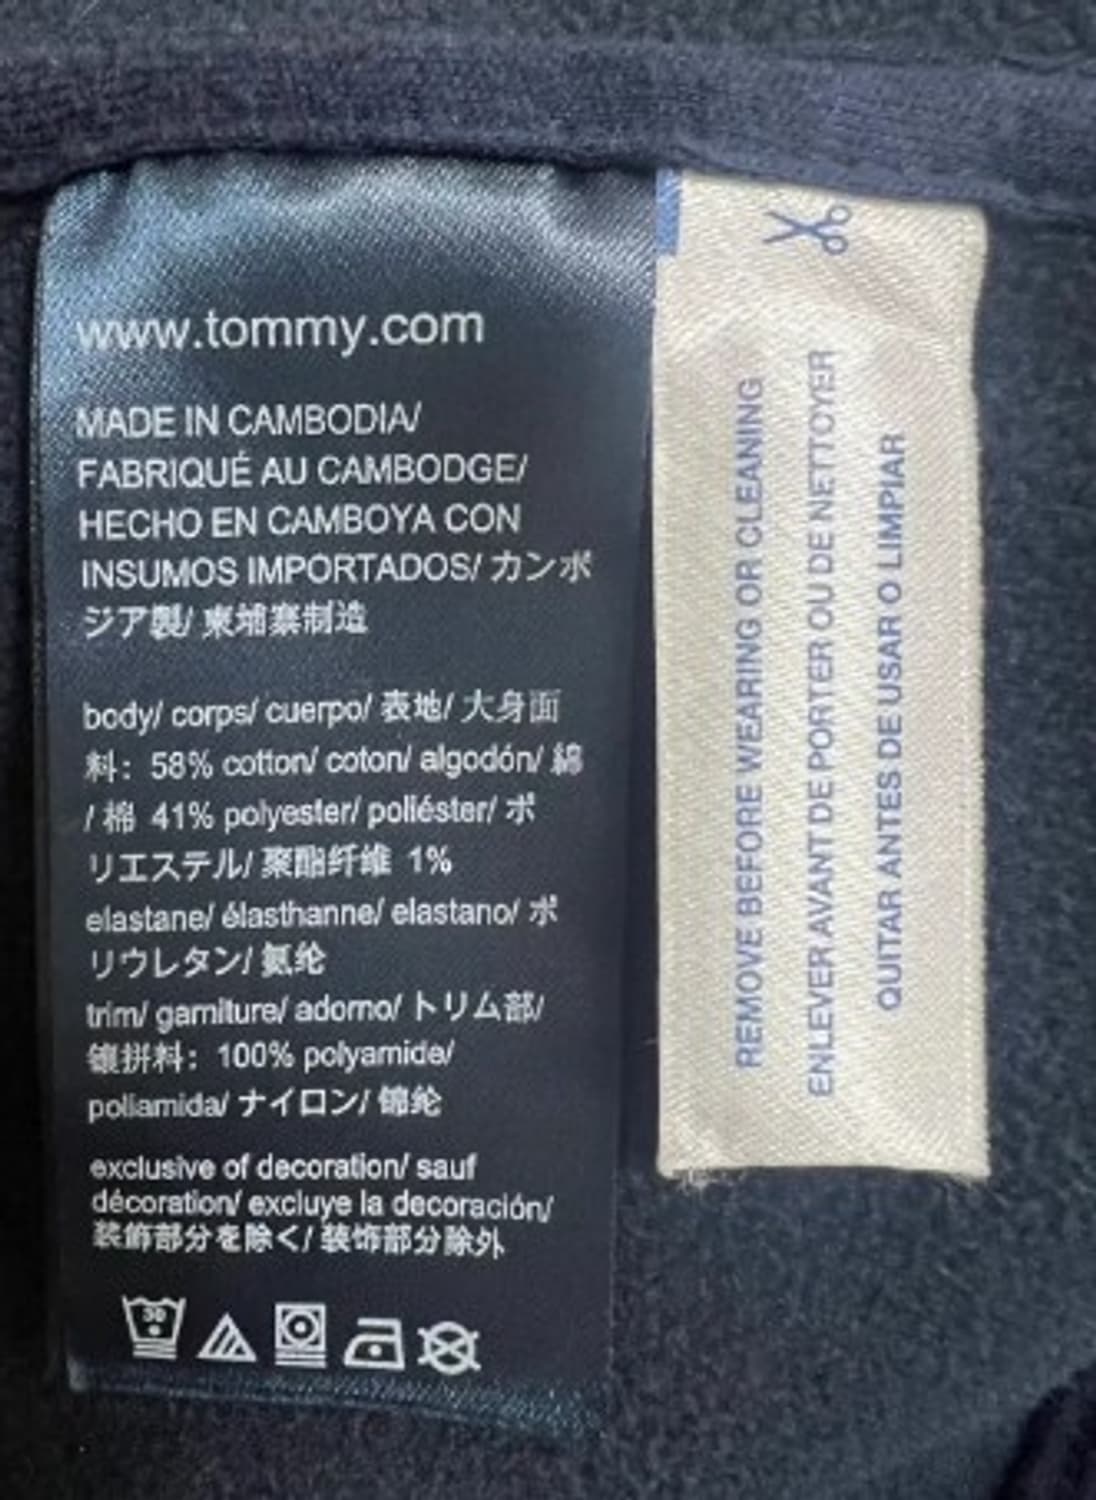 www.tommy.com
MADE IN CAMBODIA/
FABRIQUÉ AU CAMBODGE/
HECHO EN CAMBOYA CON
INSUMOS IMPORTADOS/ カンボ
ジア製/ 柬埔寨制造
body/ corps/ cuerpo/ 表地/ 大身面
料: 58% cotton/ coton/ algodón/ 綿
/ 棉 41% polyester/ poliéster/ ポ
リエステル/ 聚酯纤维 1%
elastane/ élasthanne/ elastano/ ポ
リウレタン/ 氨纶
trim/ garniture/ adorno/ トリム部/
镶拼料: 100% polyamide/
poliamida/ ナイロン/ 锦纶
exclusive of decoration/ sauf
décoration/ excluye la decoración/
装飾部分を除く/ 装饰部分除外
30
REMOVE BEFORE WEARING OR CLEANING
ENLEVER AVANT DE PORTER OU DE NETTOYER
QUITAR ANTES DE USAR O LIMPIAR